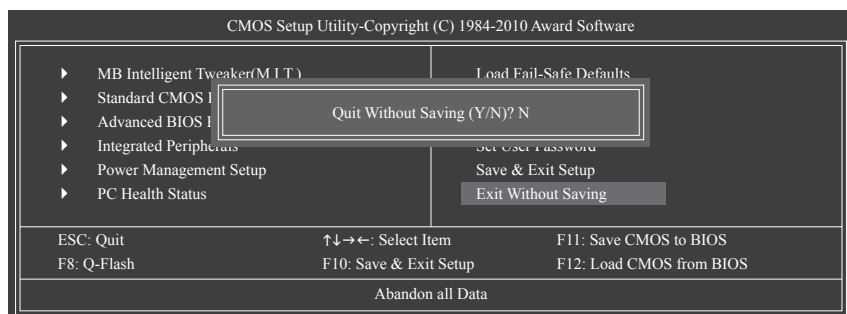 CMOS Setup Utility-Copyright (C) 1984-2010 Award Software
MB Intelligent Tweaker(M.I.T.)
Standard CMOS
Advanced BIOS
Integrated Peripherals
Power Management Setup
PC Health Status
Load Fail-Safe Defaults
Set User Password
Save & Exit Setup
Exit Without Saving
Quit Without Saving (Y/N)? N
ESC: Quit ↑↓→←: Select Item F11: Save CMOS to BIOS
F8: Q-Flash F10: Save & Exit Setup F12: Load CMOS from BIOS
Abandon all Data